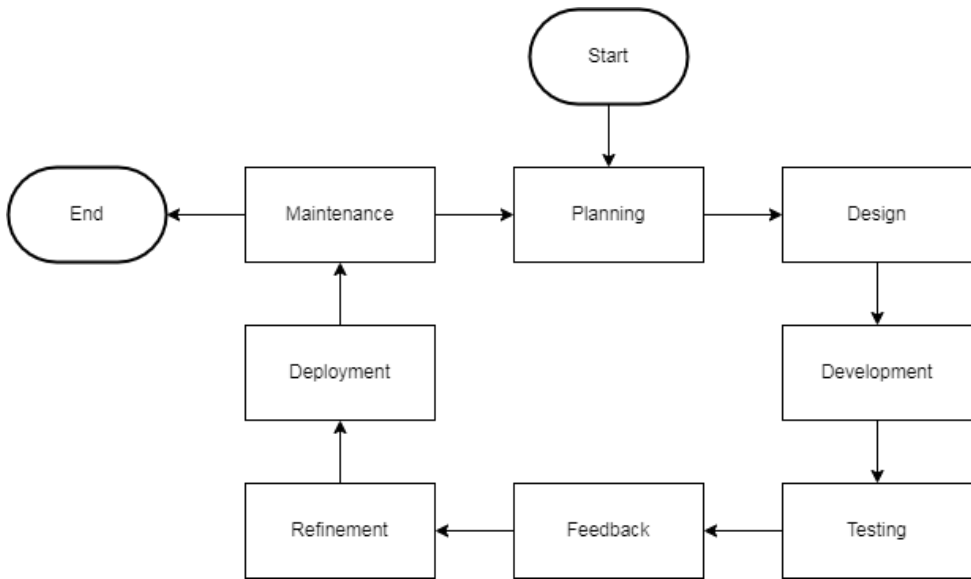 Start
End
Maintenance
Planning
Design
Deployment
Development
Refinement
Feedback
Testing